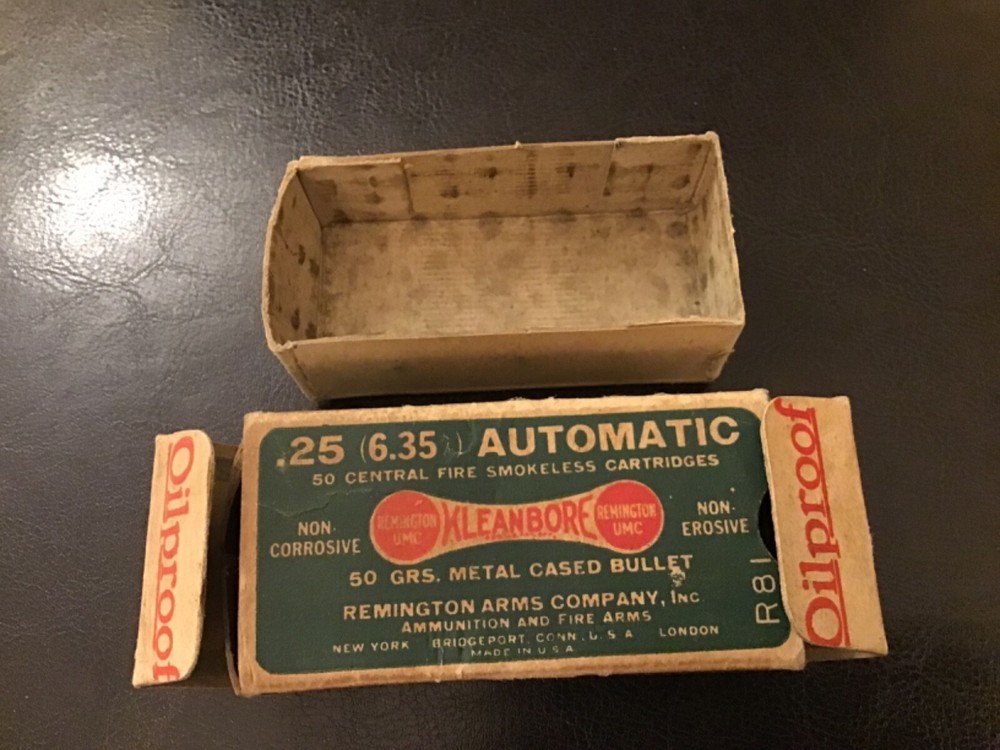 .25 (6.35 ) AUTOMATIC
50 CENTRAL FIRE SMOKELESS CARTRIDGES
NON-
CORROSIVE
REMINGTON
UMC
KLEANBORE
REMINGTON
UMC
NON-
EROSIVE
50 GRS. METAL CASED BULLET
REMINGTON ARMS COMPANY, INC
AMMUNITION AND FIRE ARMS
NEW YORK BRIDGEPORT, CONN. U.S.A LONDON
MADE IN U.S.A
R81
Oilproof
Oilproof